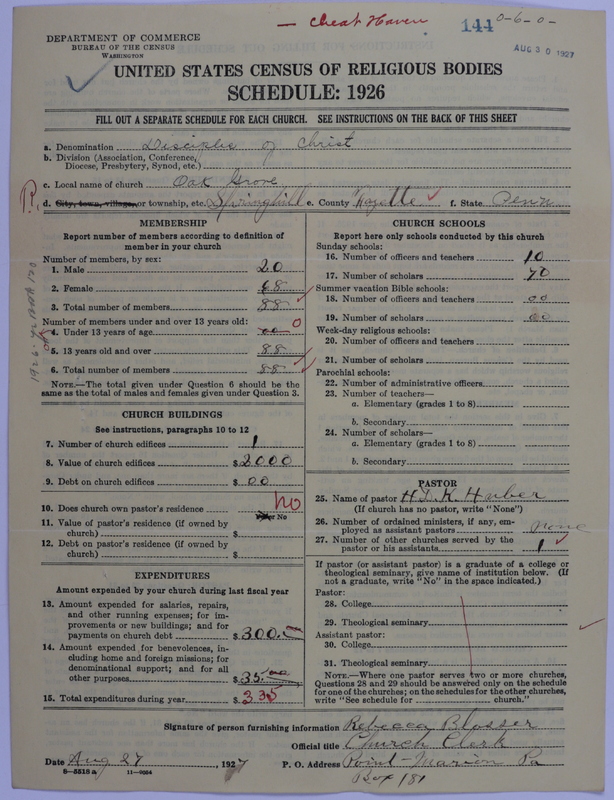 — Cheat Haven
144 0-6-0-
AUG 30 1927
DEPARTMENT OF COMMERCE
BUREAU OF THE CENSUS
WASHINGTON
UNITED STATES CENSUS OF RELIGIOUS BODIES
SCHEDULE: 1926
FILL OUT A SEPARATE SCHEDULE FOR EACH CHURCH. SEE INSTRUCTIONS ON THE BACK OF THIS SHEET
a. Denomination Disciples of Christ
b. Division (Association, Conference, Diocese, Presbytery, Synod, etc.)
c. Local name of church Oak Grove
R. d. City, town, village, or township, etc. Springhill e. County Fayette f. State Penn
MEMBERSHIP
Report number of members according to definition of
member in your church
Number of members, by sex:
1. Male 20
2. Female 68
3. Total number of members 88
Number of members under and over 13 years old:
4. Under 13 years of age 00 0
5. 13 years old and over 88
6. Total number of members 88
NOTE.—The total given under Question 6 should be the
same as the total of males and females given under Question 3.
CHURCH BUILDINGS
See instructions, paragraphs 10 to 12
7. Number of church edifices 1
8. Value of church edifices $2000
9. Debt on church edifices $00
10. Does church own pastor's residence no
Yes or No
11. Value of pastor's residence (if owned by
church) $
12. Debt on pastor's residence (if owned by
church) $
EXPENDITURES
Amount expended by your church during last fiscal year
13. Amount expended for salaries, repairs,
and other running expenses; for im-
provements or new buildings; and for
payments on church debt $300.
14. Amount expended for benevolences, in-
cluding home and foreign missions; for
denominational support; and for all
other purposes $35.00
15. Total expenditures during year $335
CHURCH SCHOOLS
Report here only schools conducted by this church
Sunday schools:
16. Number of officers and teachers 10
17. Number of scholars 70
Summer vacation Bible schools:
18. Number of officers and teachers 00
19. Number of scholars 00
Week-day religious schools:
20. Number of officers and teachers
21. Number of scholars
Parochial schools:
22. Number of administrative officers
23. Number of teachers—
a. Elementary (grades 1 to 8)
b. Secondary
24. Number of scholars—
a. Elementary (grades 1 to 8)
b. Secondary
PASTOR
25. Name of pastor H. L. K. Huber
(If church has no pastor, write "None")
26. Number of ordained ministers, if any, em-
ployed as assistant pastors none
27. Number of other churches served by the
pastor or his assistants 1
If pastor (or assistant pastor) is a graduate of a college or
theological seminary, give name of institution below. (If
not a graduate, write "No" in the space indicated.)
Pastor:
28. College
29. Theological seminary
Assistant pastor:
30. College
31. Theological seminary
NOTE.—Where one pastor serves two or more churches,
Questions 28 and 29 should be answered only on the schedule
for one of the churches; on the schedules for the other churches,
write "See schedule for church."
Signature of person furnishing information Rebecca Blosser
Official title Church Clerk
Date Aug 27, 1927 P. O. Address Point Marion Pa
8—5518a 11—9054 Box 181